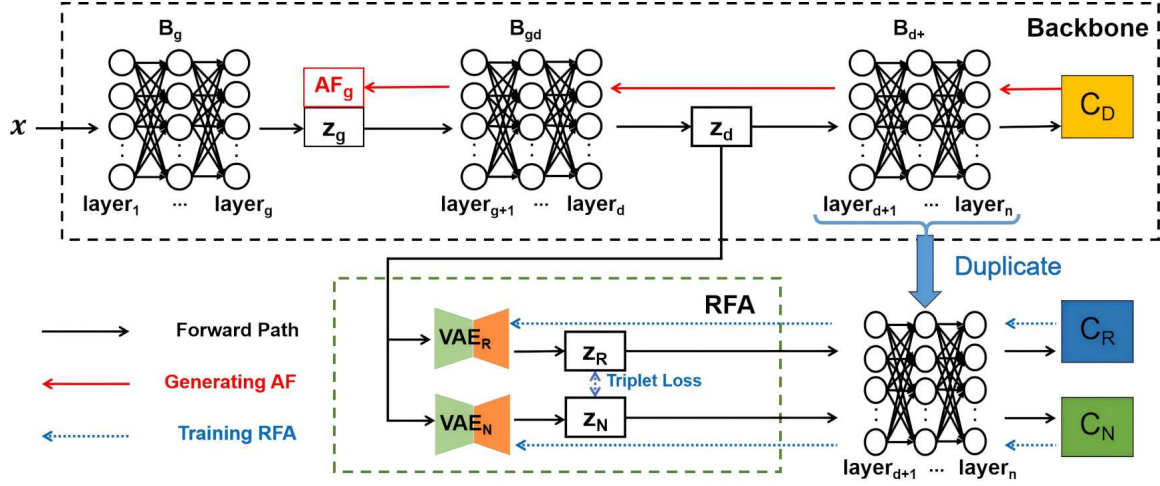 B_g B_gd B_d+ Backbone
AF_g
C_D
x z_g z_d
layer_1 ... layer_g layer_g+1 ... layer_d layer_d+1 ... layer_n
Duplicate
RFA
Forward Path VAE_R z_R C_R
Generating AF Triplet Loss
Training RFA VAE_N z_N C_N
layer_d+1 ... layer_n